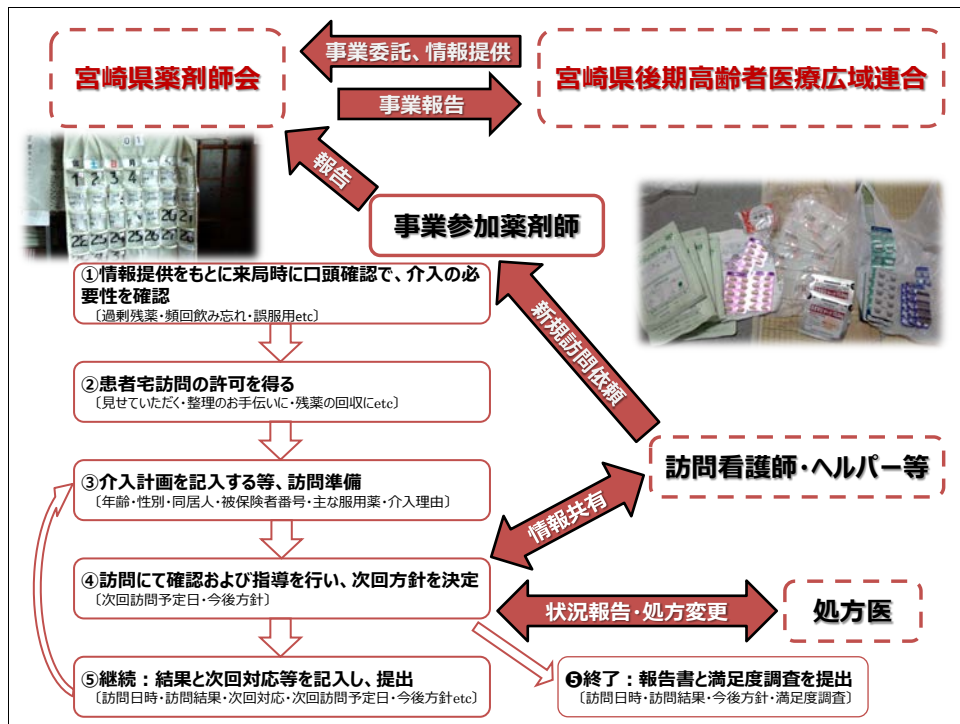 事業委託、情報提供
宮崎県薬剤師会
宮崎県後期高齢者医療広域連合
事業報告
報告
事業参加薬剤師
①情報提供をもとに来局時に口頭確認で、介入の必
要性を確認
〔過剰残薬・頻回飲み忘れ・誤服用etc〕
新規訪問依頼
②患者宅訪問の許可を得る
〔見せていただく・整理のお手伝いに・残薬の回収にetc〕
訪問看護師・ヘルパー等
③介入計画を記入する等、訪問準備
〔年齢・性別・同居人・被保険者番号・主な服用薬・介入理由〕
情報共有
④訪問にて確認および指導を行い、次回方針を決定
〔次回訪問予定日・今後方針〕
状況報告・処方変更
処方医
⑤継続：結果と次回対応等を記入し、提出
〔訪問日時・訪問結果・次回対応・次回訪問予定日・今後方針etc〕
❺終了：報告書と満足度調査を提出
〔訪問日時・訪問結果・今後方針・満足度調査〕